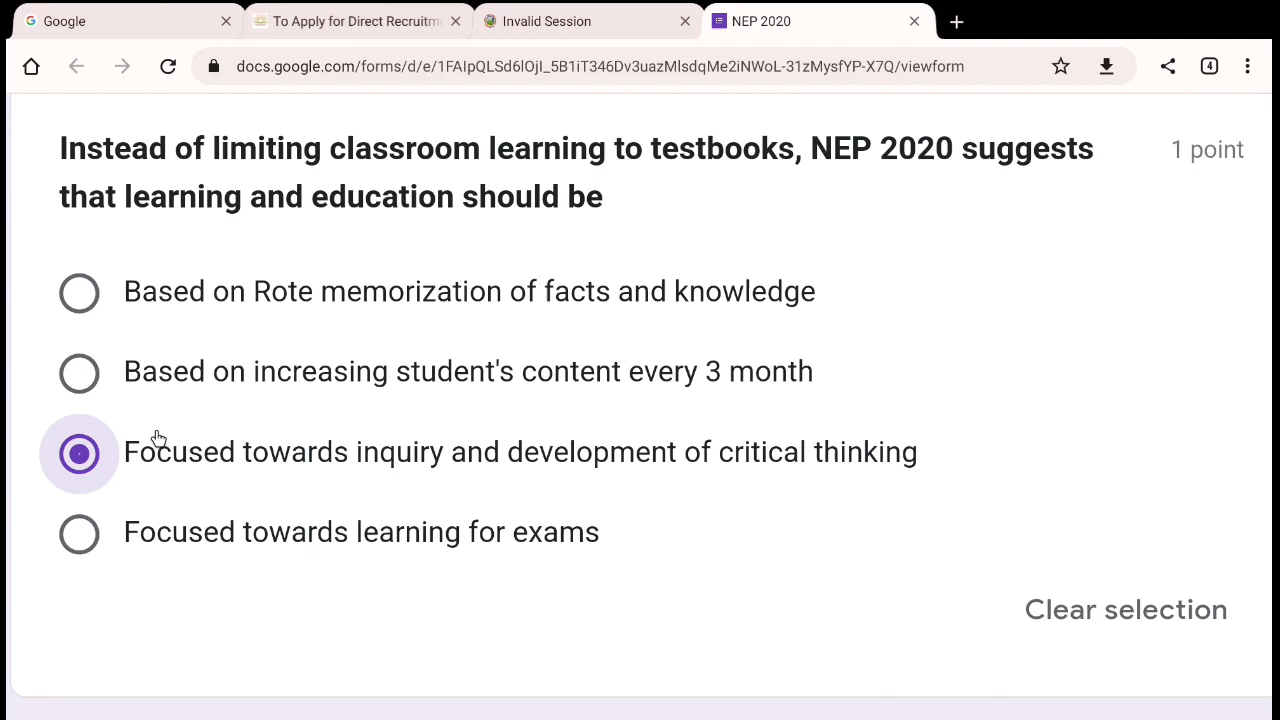 Google
To Apply for Direct Recruitm
Invalid Session
NEP 2020
docs.google.com/forms/d/e/1FAIpQLSd6lOjI_5B1iT346Dv3uazMlsdqMe2iNWoL-31zMysfYP-X7Q/viewform
4
Instead of limiting classroom learning to testbooks, NEP 2020 suggests
that learning and education should be
1 point
Based on Rote memorization of facts and knowledge
Based on increasing student's content every 3 month
Focused towards inquiry and development of critical thinking
Focused towards learning for exams
Clear selection